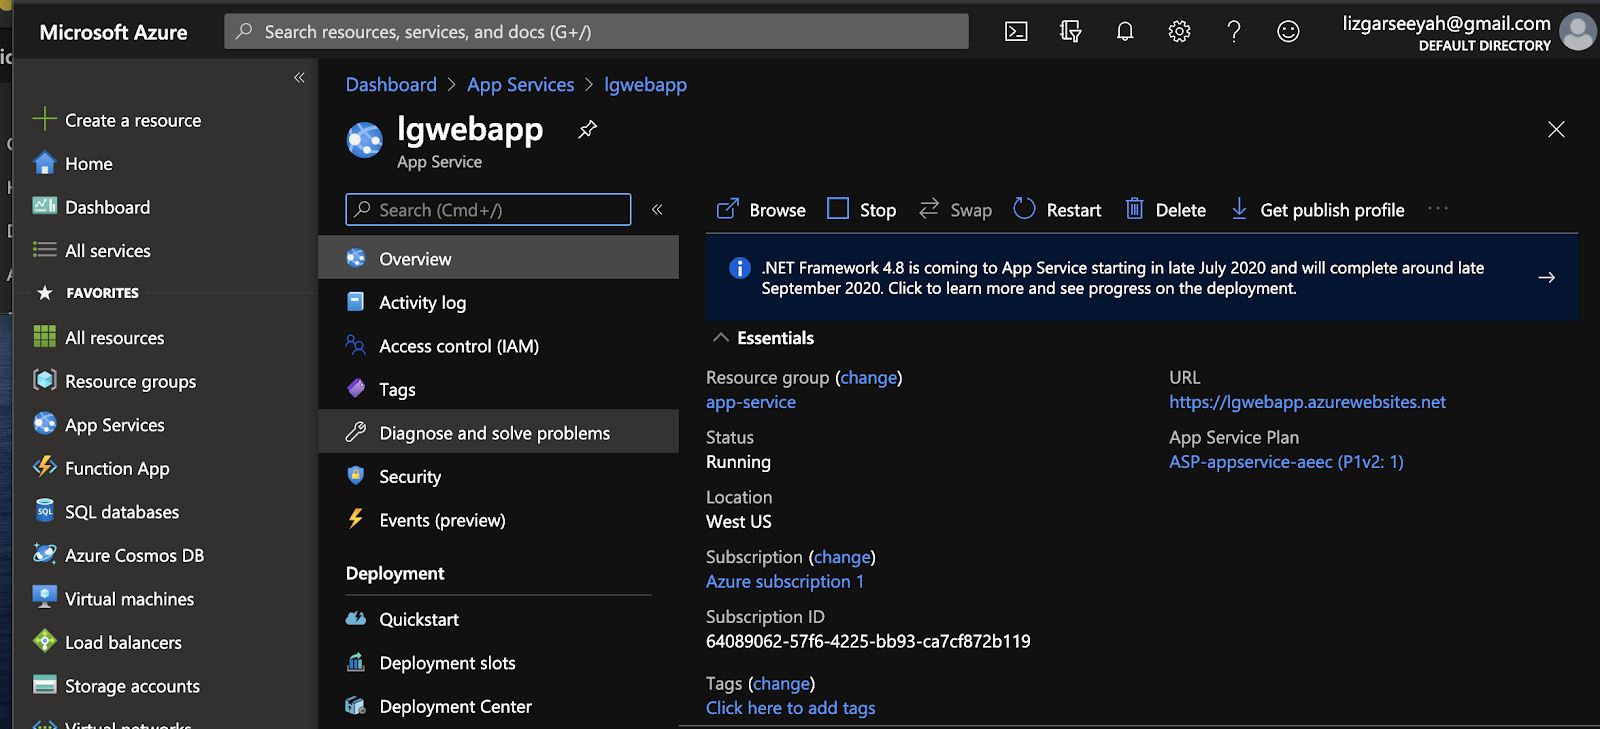 Microsoft Azure
Search resources, services, and docs (G+/)
lizgarseeyah@gmail.com
DEFAULT DIRECTORY
Create a resource
Home
Dashboard
All services
FAVORITES
All resources
Resource groups
App Services
Function App
SQL databases
Azure Cosmos DB
Virtual machines
Load balancers
Storage accounts
Virtual networks
Dashboard > App Services > lgwebapp
lgwebapp
App Service
Search (Cmd+/)
Overview
Activity log
Access control (IAM)
Tags
Diagnose and solve problems
Security
Events (preview)
Deployment
Quickstart
Deployment slots
Deployment Center
Browse Stop Swap Restart Delete Get publish profile
.NET Framework 4.8 is coming to App Service starting in late July 2020 and will complete around late
September 2020. Click to learn more and see progress on the deployment.
Essentials
Resource group (change)
app-service
Status
Running
Location
West US
Subscription (change)
Azure subscription 1
Subscription ID
64089062-57f6-4225-bb93-ca7cf872b119
Tags (change)
Click here to add tags
URL
https://lgwebapp.azurewebsites.net
App Service Plan
ASP-appservice-aeec (P1v2: 1)